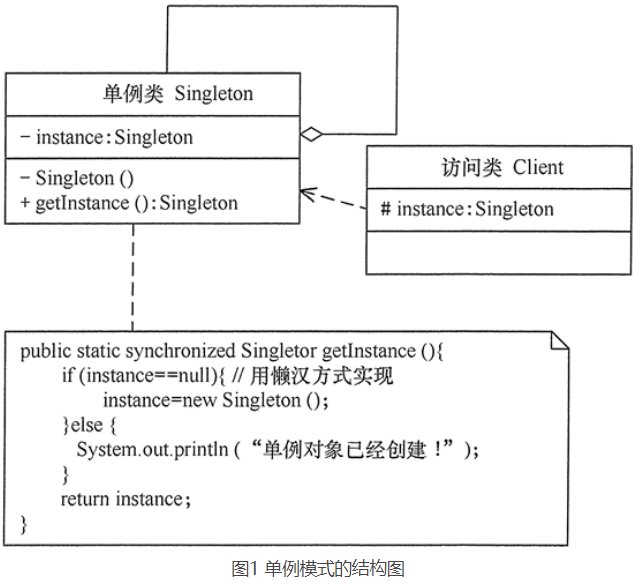 单例类 Singleton
- instance:Singleton
- Singleton ()
+ getInstance ():Singleton
访问类 Client
# instance:Singleton
public static synchronized Singletor getInstance (){
if (instance==null){ // 用懒汉方式实现
instance=new Singleton ();
}else {
System.out.println (“单例对象已经创建！”);
}
return instance;
}
图1 单例模式的结构图